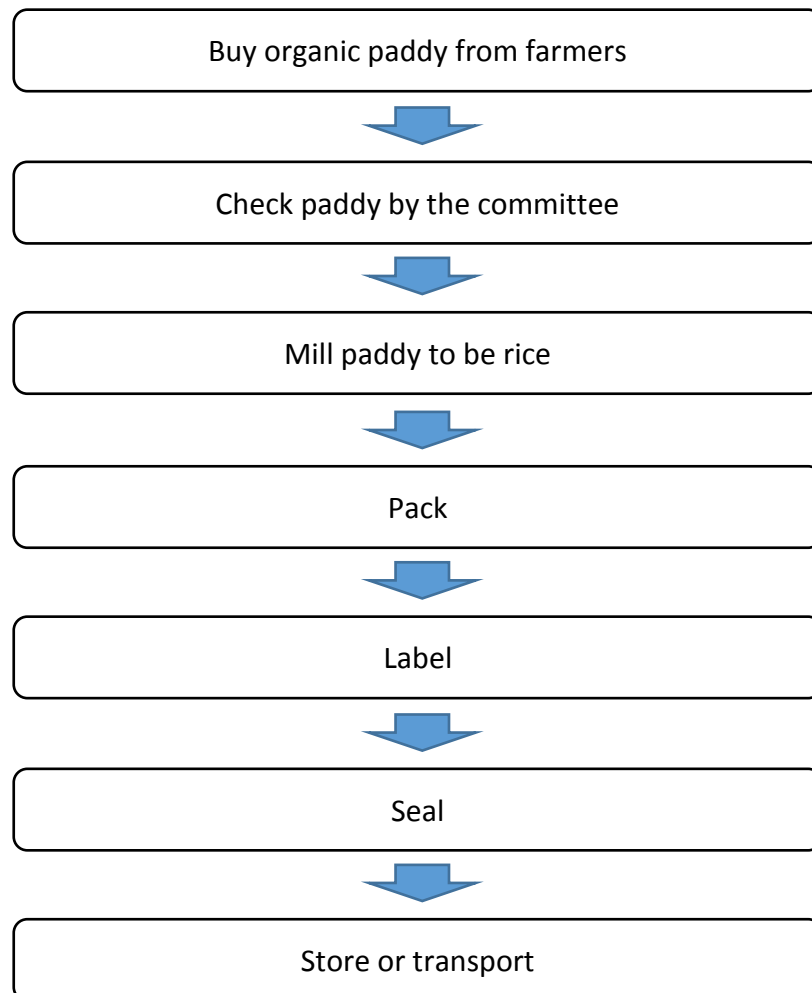 Buy organic paddy from farmers
Check paddy by the committee
Mill paddy to be rice
Pack
Label
Seal
Store or transport